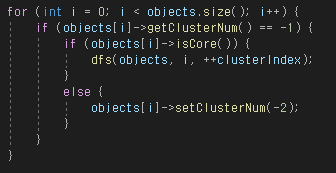 for (int i = 0; i < objects.size(); i++) {
    if (objects[i]->getClusterNum() == -1) {
        if (objects[i]->isCore()) {
            dfs(objects, i, ++clusterIndex);
        }
        else {
            objects[i]->setClusterNum(-2);
        }
    }
}